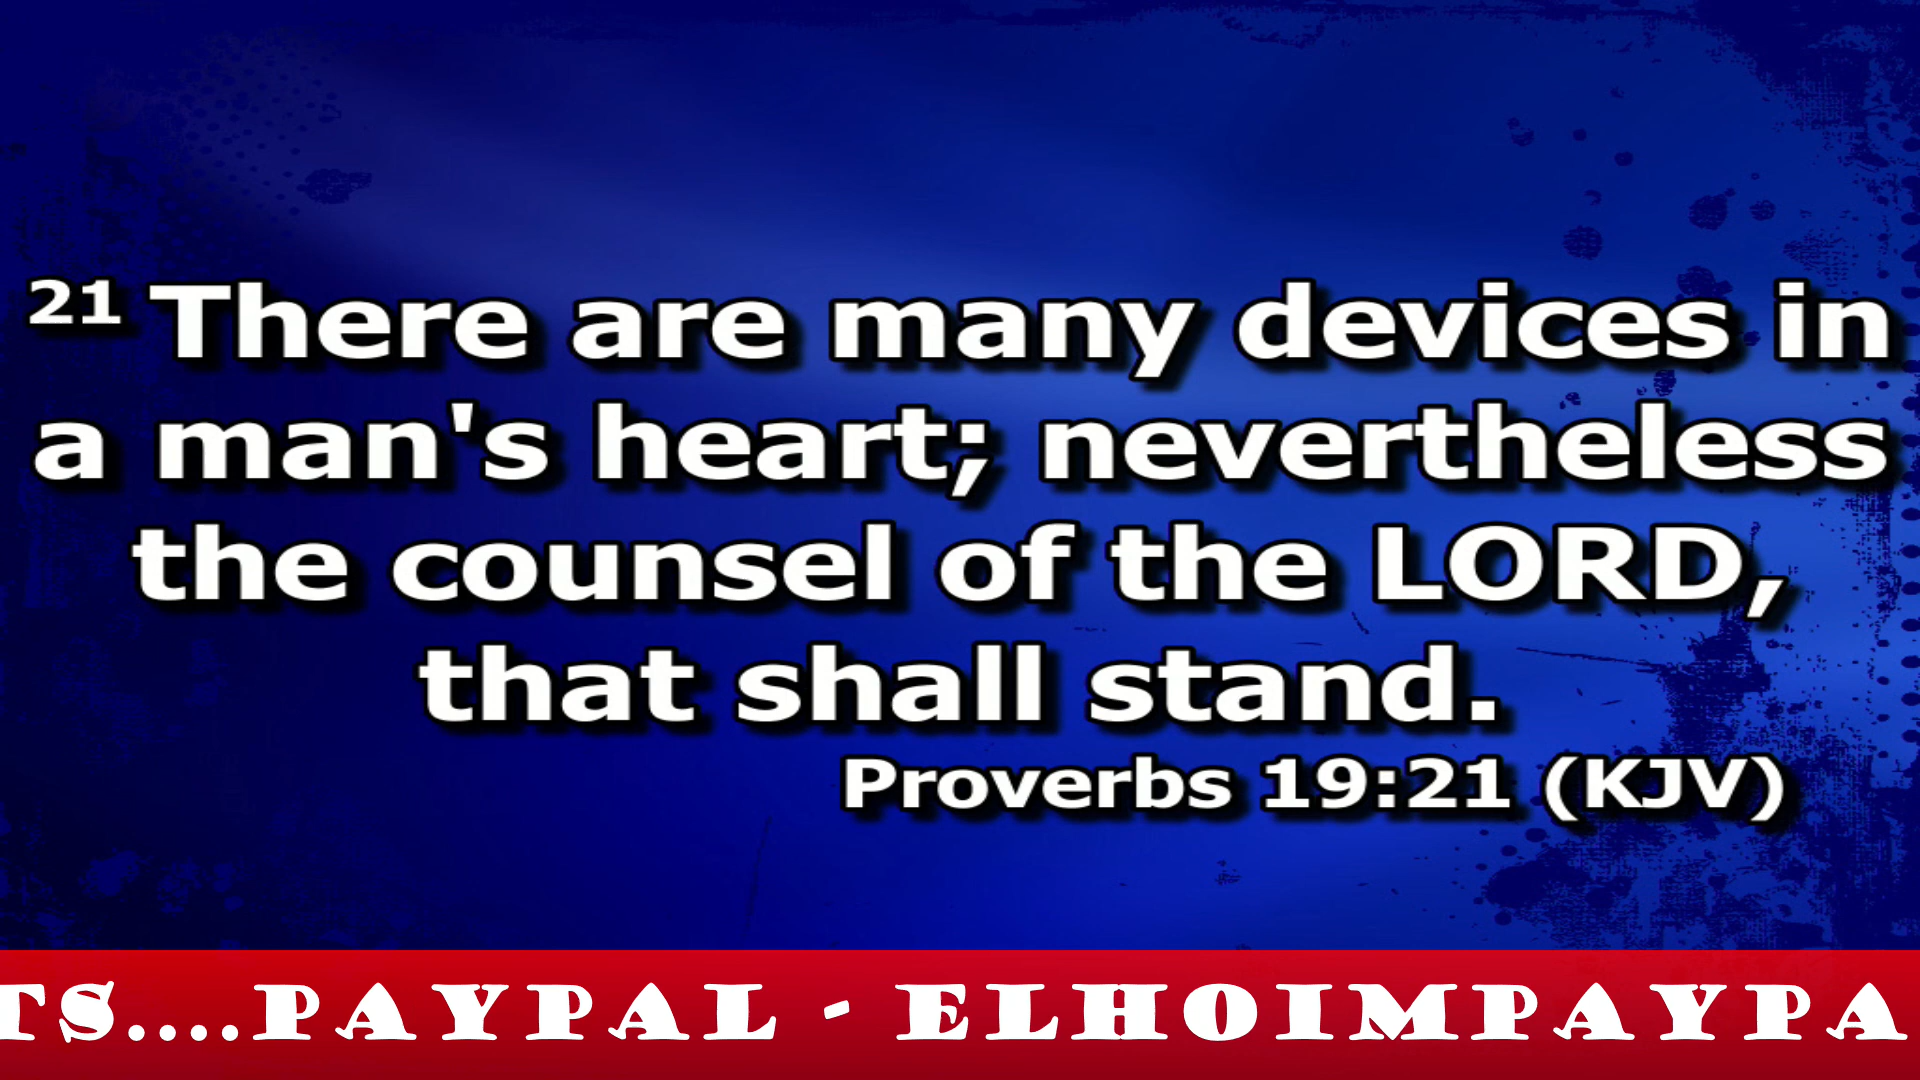 21 There are many devices in
a man's heart; nevertheless
the counsel of the LORD,
that shall stand.
Proverbs 19:21 (KJV)
TS....PAYPAL - ELHOIMPAYPA